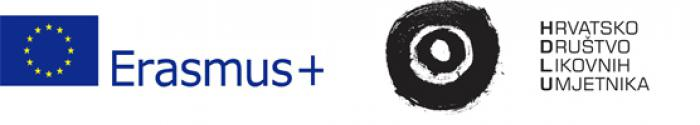 Erasmus+
HRVATSKO
DRUŠTVO
LIKOVNIH
UMJETNIKA